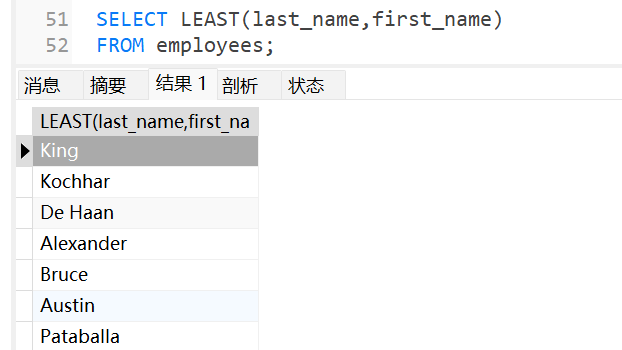 51 SELECT LEAST(last_name,first_name)
52 FROM employees;
消息 摘要 结果 1 剖析 状态
LEAST(last_name,first_na
King
Kochhar
De Haan
Alexander
Bruce
Austin
Pataballa